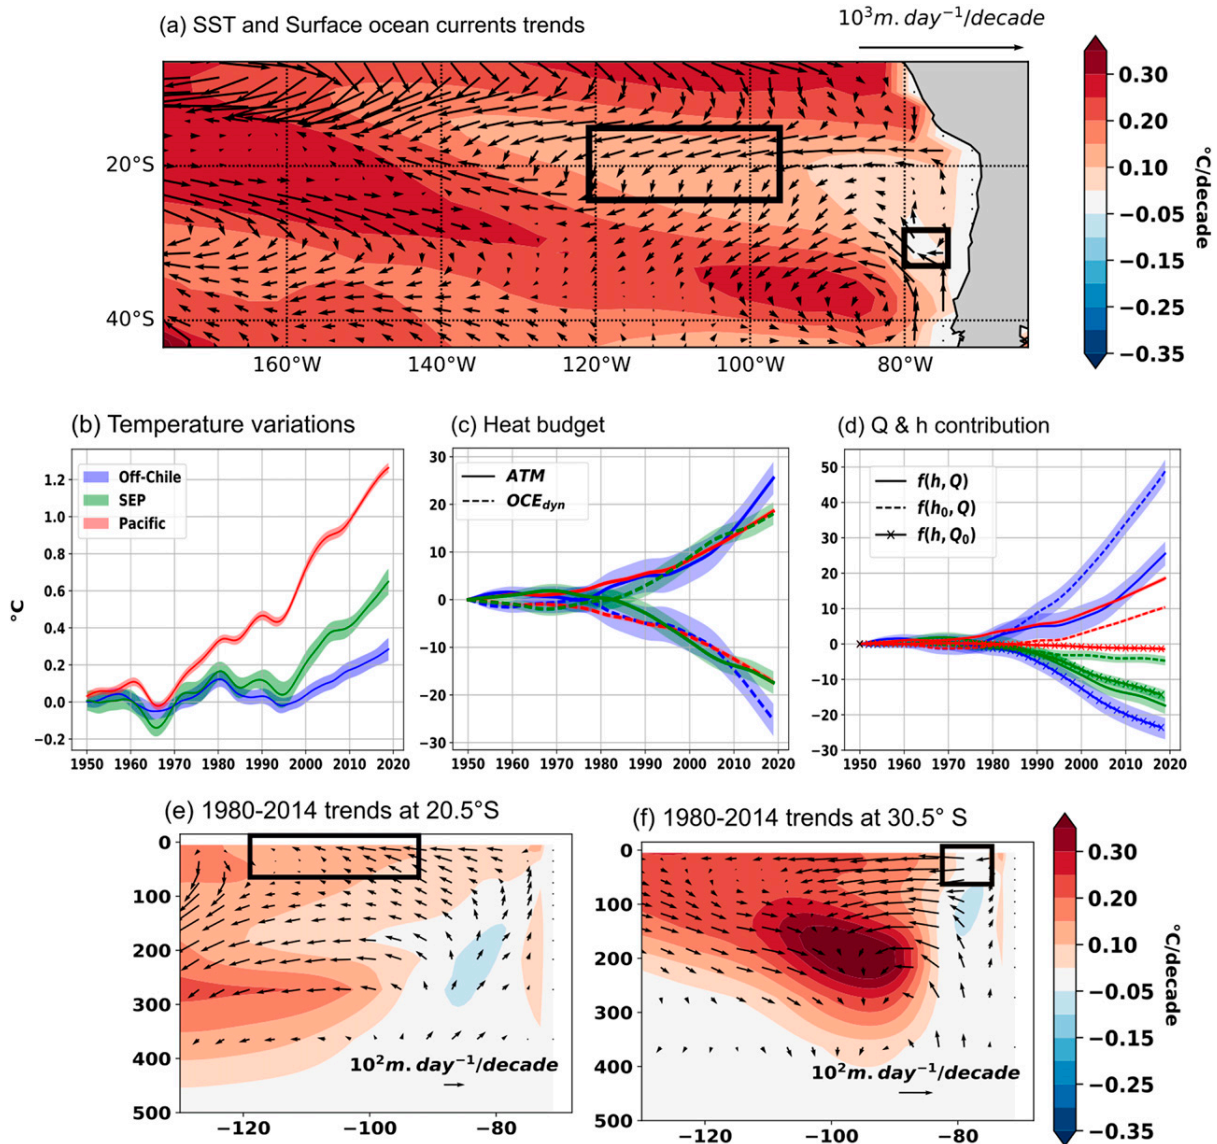 (a) SST and Surface ocean currents trends
10³m.day⁻¹/decade
20°S
40°S
160°W
140°W
120°W
100°W
80°W
0.30
0.20
0.10
−0.05
−0.15
−0.25
−0.35
°C/decade
(b) Temperature variations
°C
1.2
1.0
0.8
0.6
0.4
0.2
0.0
−0.2
Off-Chile
SEP
Pacific
1950 1960 1970 1980 1990 2000 2010 2020
(c) Heat budget
30
20
10
0
−10
−20
−30
ATM
OCE_dyn
1950 1960 1970 1980 1990 2000 2010 2020
(d) Q & h contribution
50
40
30
20
10
0
−10
−20
−30
f(h, Q)
f(h₀, Q)
f(h, Q₀)
1950 1960 1970 1980 1990 2000 2010 2020
(e) 1980-2014 trends at 20.5°S
0
100
200
300
400
500
10²m.day⁻¹/decade
−120 −100 −80
(f) 1980-2014 trends at 30.5° S
0
100
200
300
400
500
10²m.day⁻¹/decade
−120 −100 −80
0.30
0.20
0.10
−0.05
−0.15
−0.25
−0.35
°C/decade